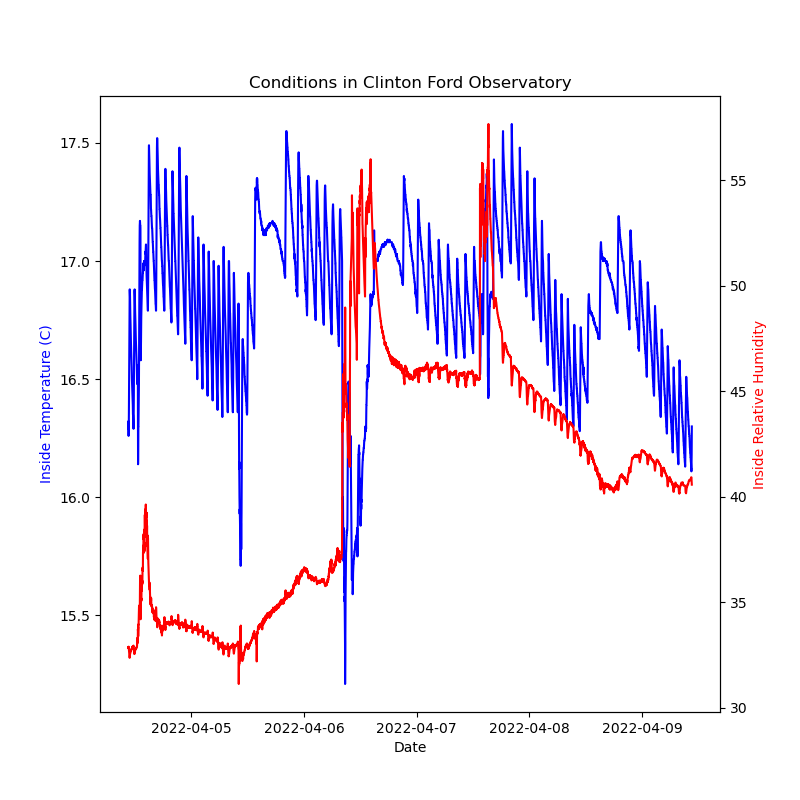 Conditions in Clinton Ford Observatory
17.5
17.0
16.5
16.0
15.5
Inside Temperature (C)
55
50
45
40
35
30
Inside Relative Humidity
2022-04-05 2022-04-06 2022-04-07 2022-04-08 2022-04-09
Date